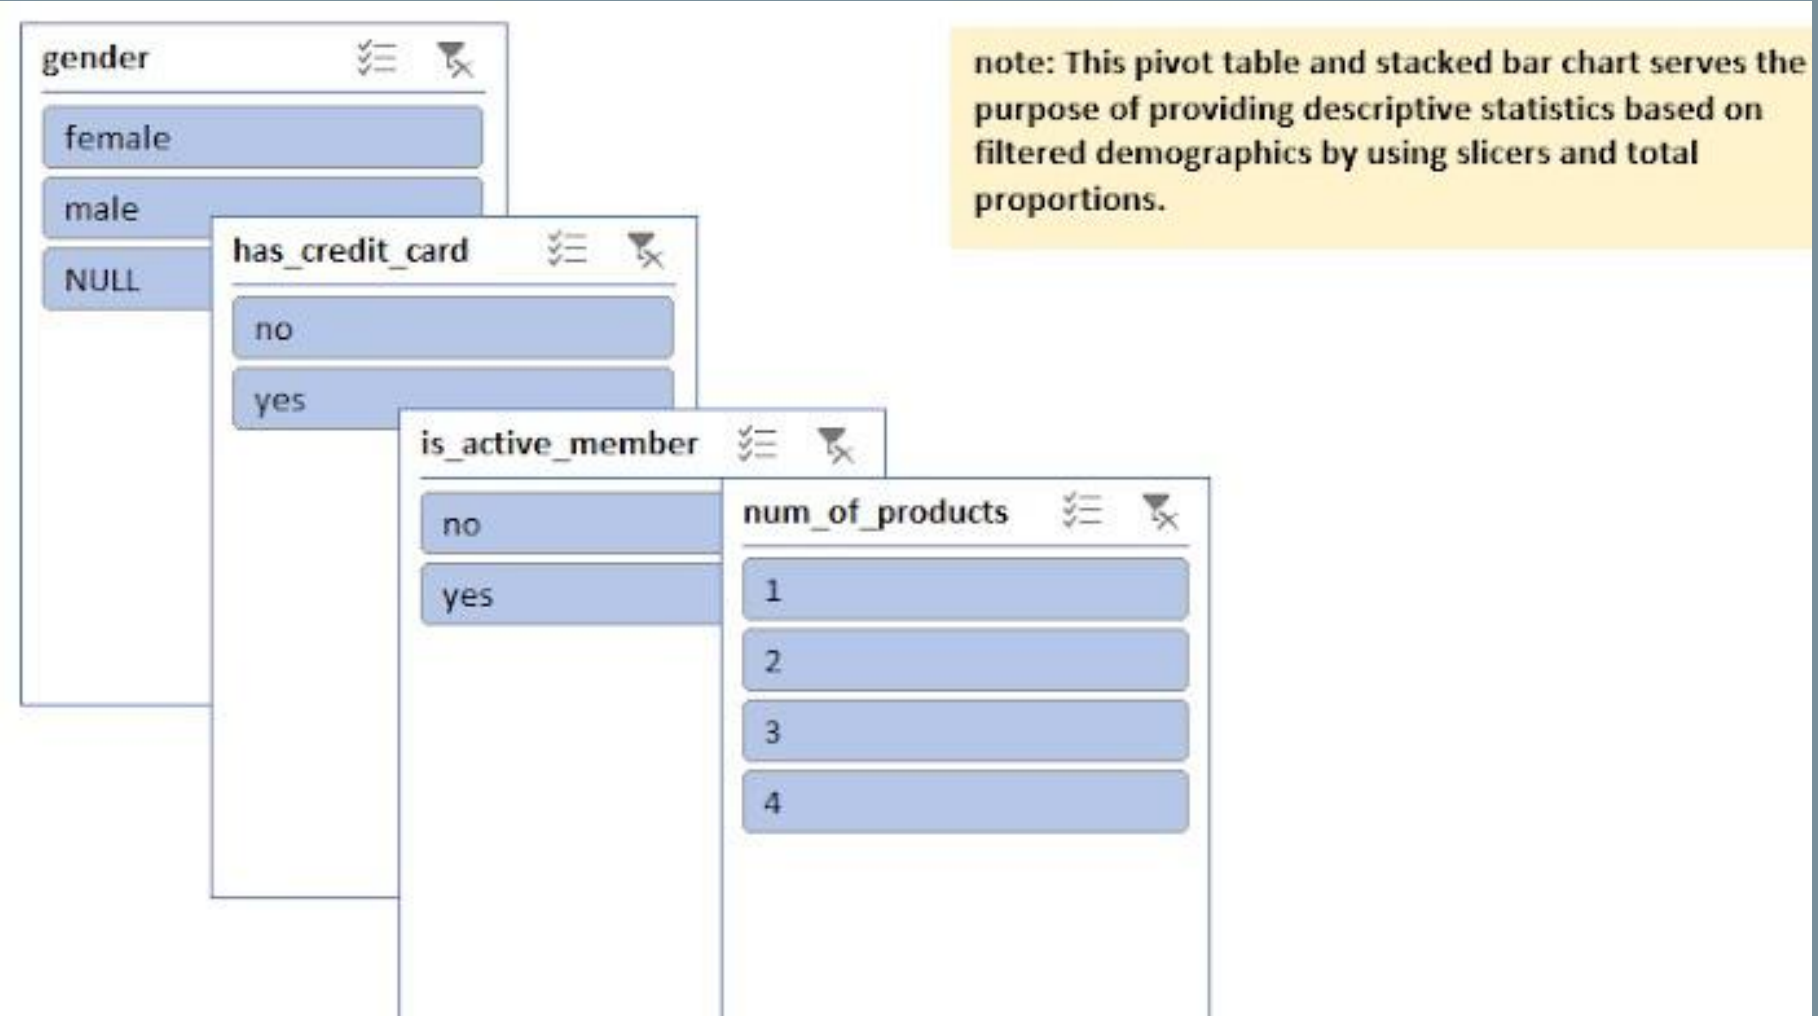 gender
female
male
NULL
has_credit_card
no
yes
is_active_member
no
yes
num_of_products
1
2
3
4
note: This pivot table and stacked bar chart serves the
purpose of providing descriptive statistics based on
filtered demographics by using slicers and total
proportions.